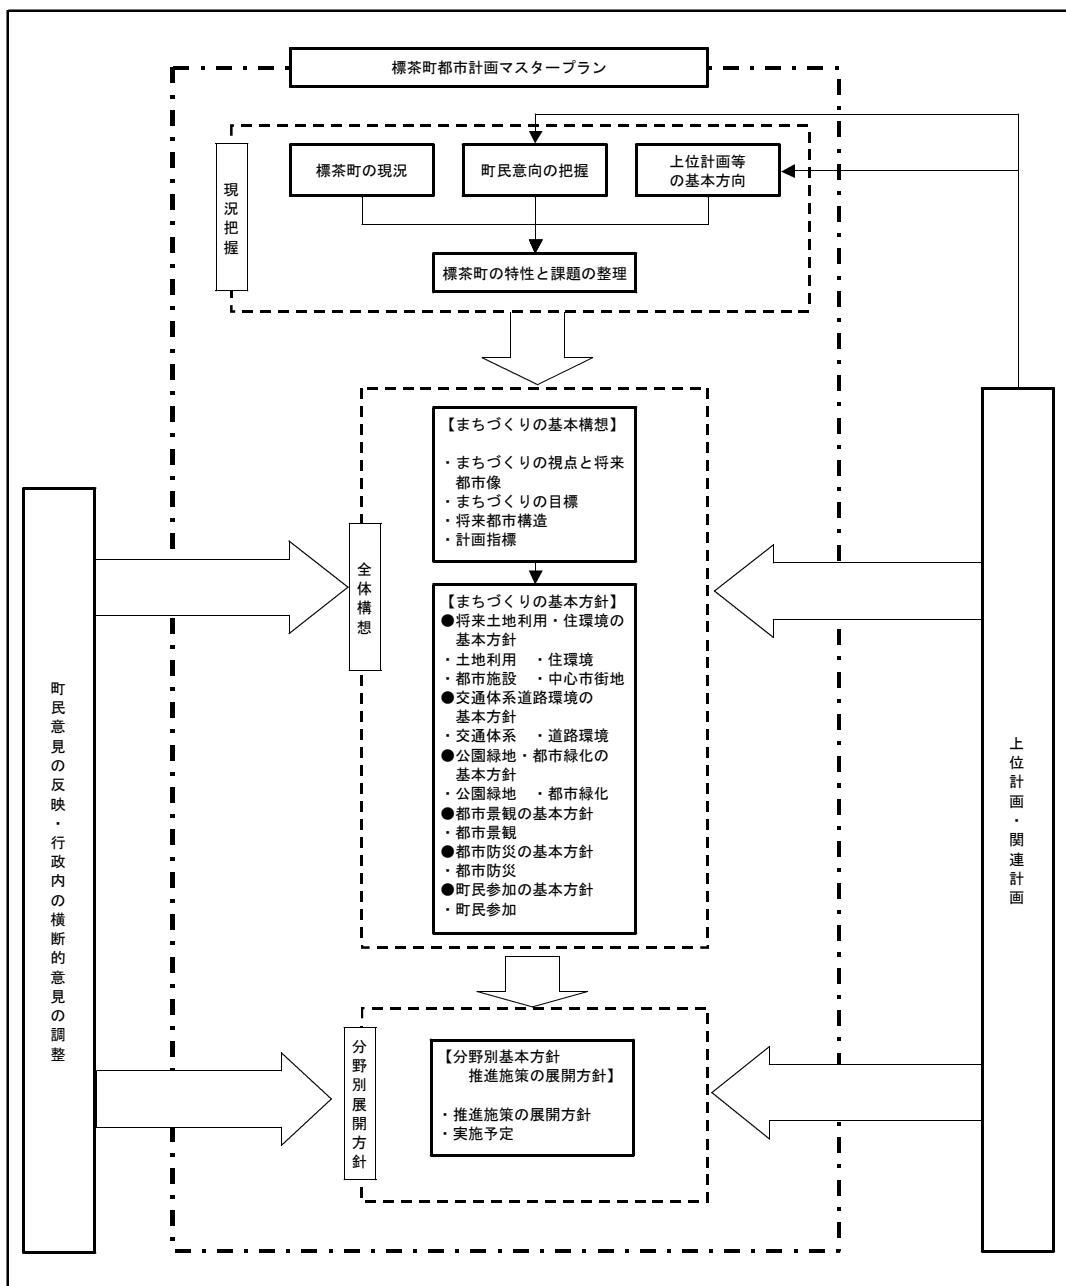 標茶町都市計画マスタープラン
現況把握
標茶町の現況
町民意向の把握
上位計画等
の基本方向
標茶町の特性と課題の整理
全体構想
【まちづくりの基本構想】
・まちづくりの視点と将来
都市像
・まちづくりの目標
・将来都市構造
・計画指標
【まちづくりの基本方針】
●将来土地利用・住環境の
基本方針
・土地利用 ・住環境
・都市施設 ・中心市街地
●交通体系道路環境の
基本方針
・交通体系 ・道路環境
●公園緑地・都市緑化の
基本方針
・公園緑地 ・都市緑化
●都市景観の基本方針
・都市景観
●都市防災の基本方針
・都市防災
●町民参加の基本方針
・町民参加
町民意見の反映・行政内の横断的意見の調整
上位計画・関連計画
分野別展開方針
【分野別基本方針
推進施策の展開方針】
・推進施策の展開方針
・実施予定